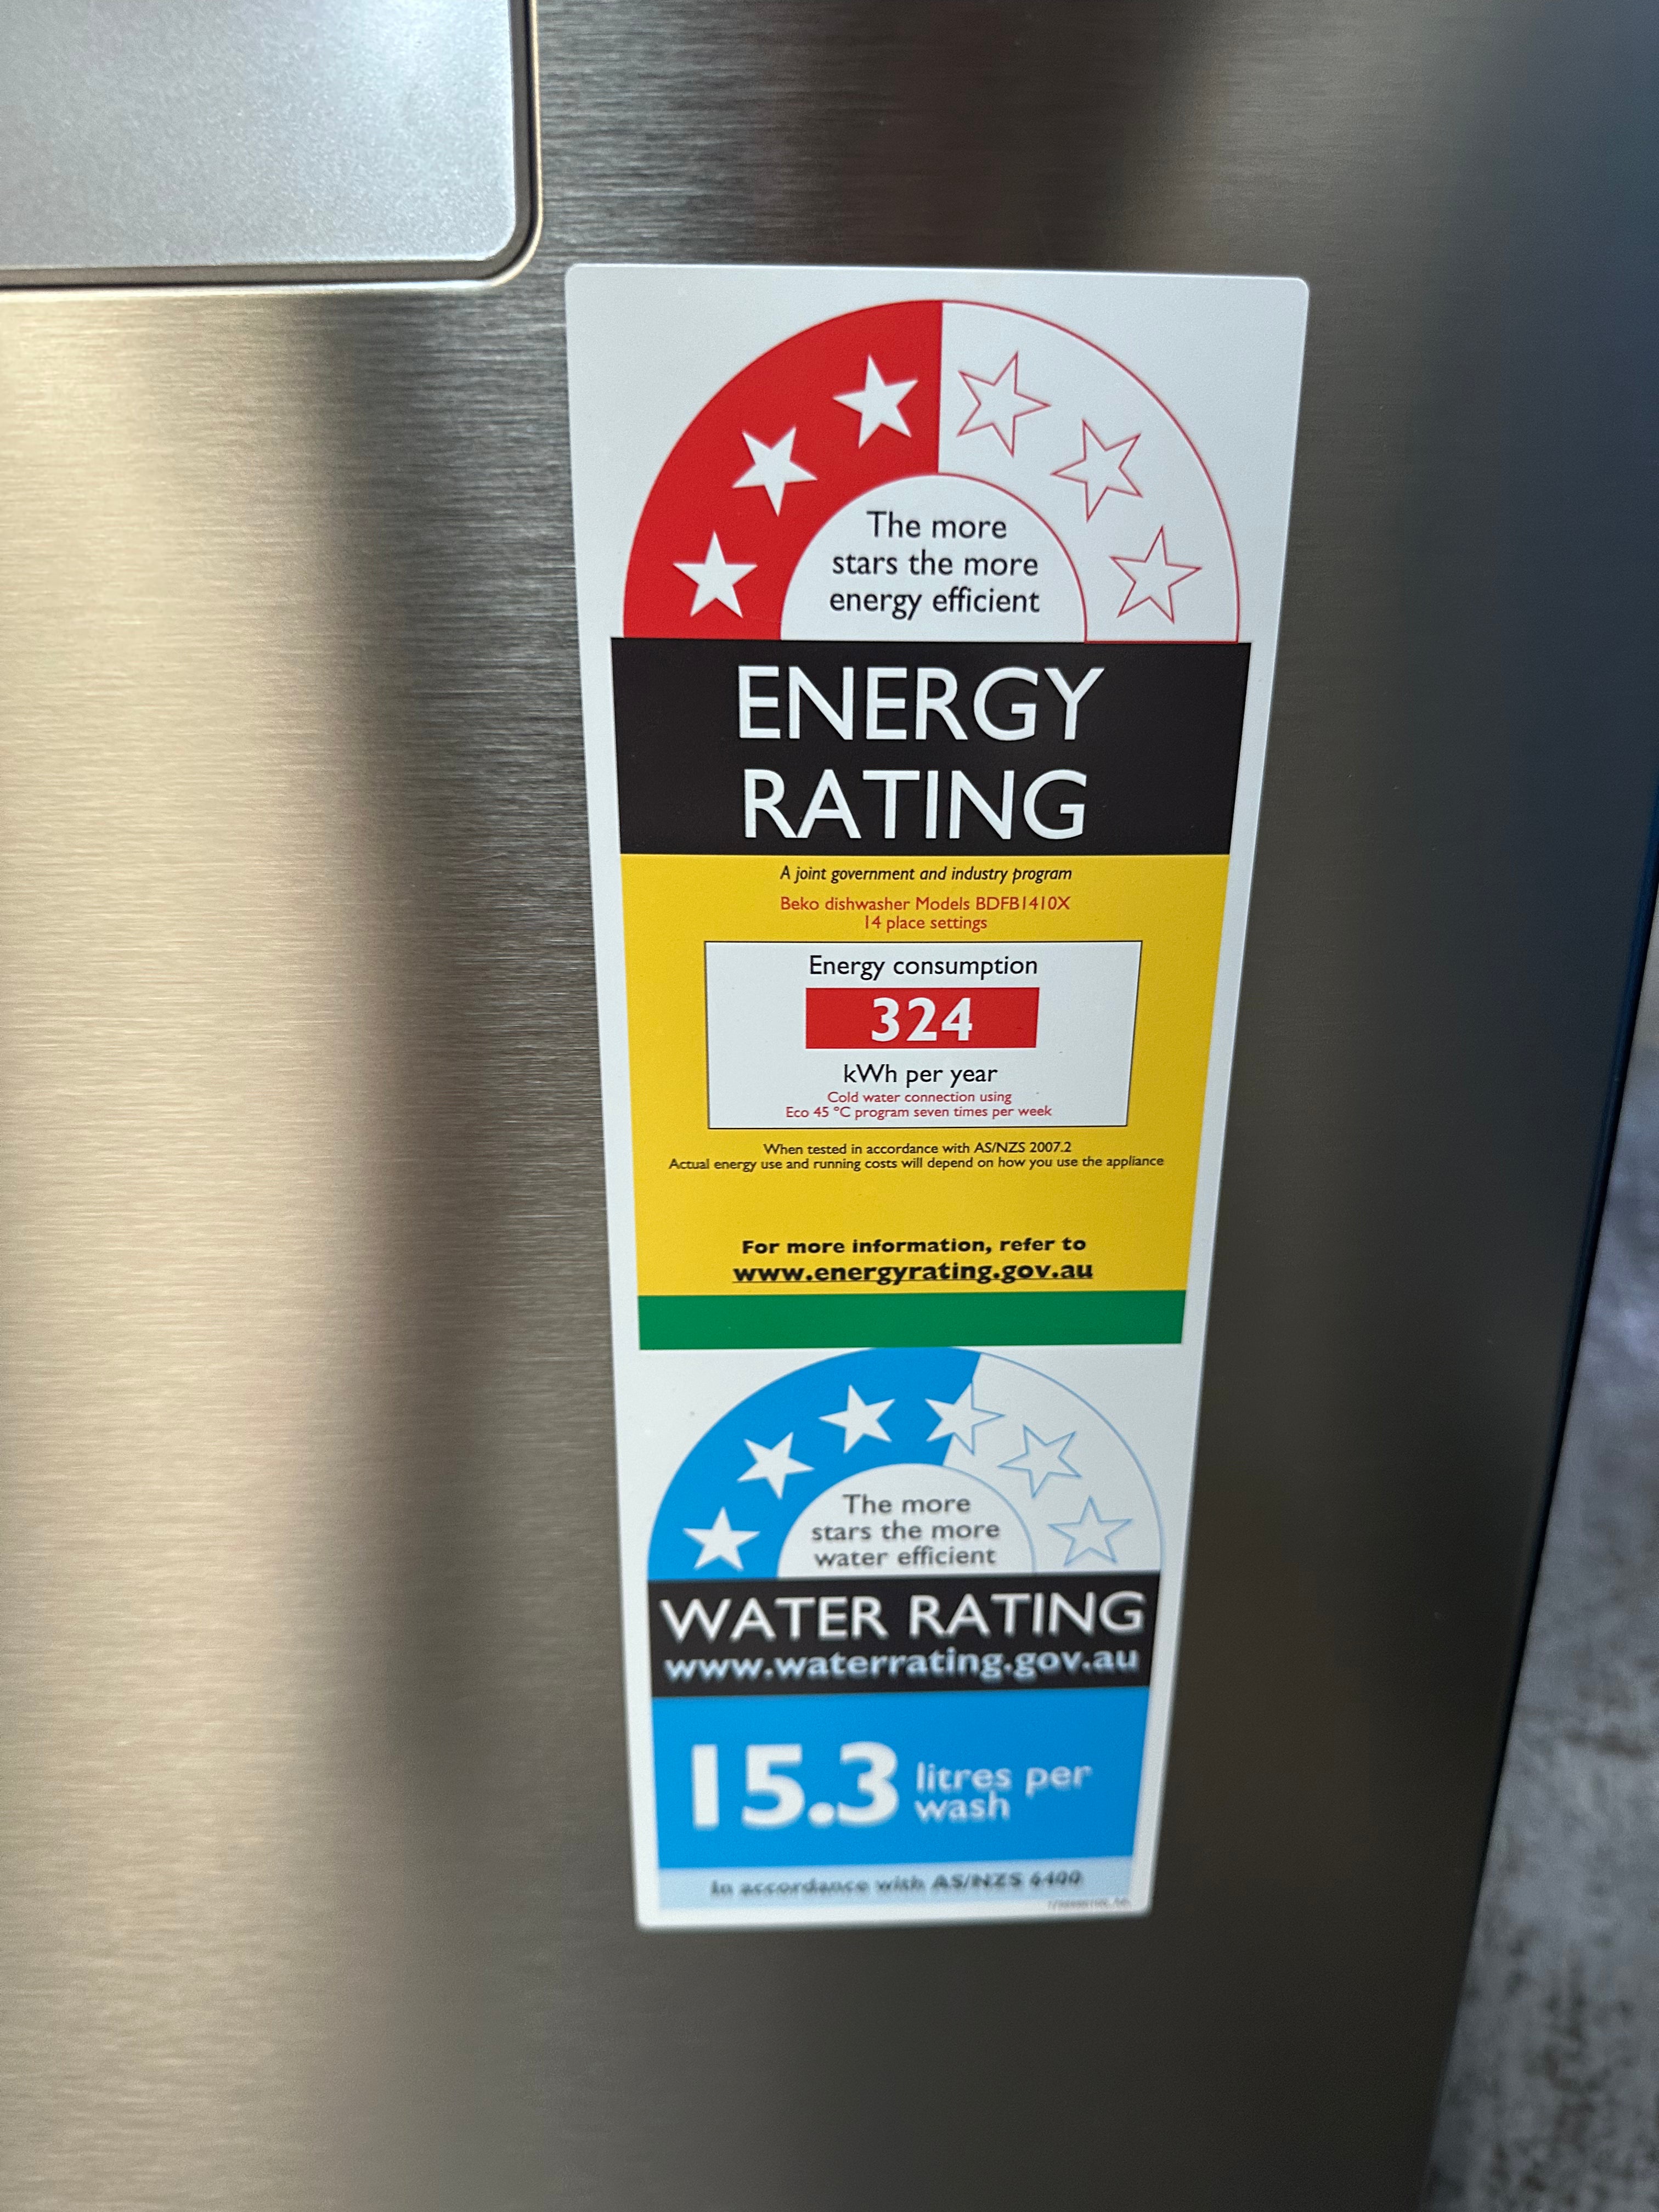 The more
stars the more
energy efficient
ENERGY
RATING
A joint government and industry program
Beko dishwasher Models BDFB1410X
14 place settings
Energy consumption
324
kWh per year
Cold water connection using
Eco 45 °C program seven times per week
When tested in accordance with AS/NZS 2007.2
Actual energy use and running costs will depend on how you use the appliance
For more information, refer to
www.energyrating.gov.au
The more
stars the more
water efficient
WATER RATING
www.waterrating.gov.au
15.3 litres per
wash
In accordance with AS/NZS 6400